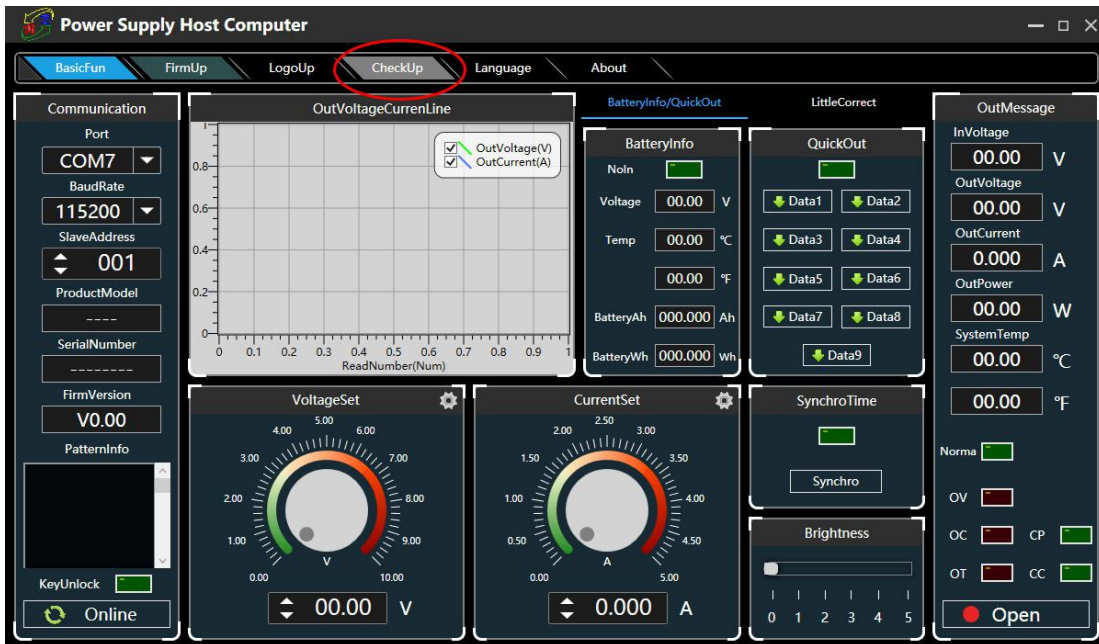 Power Supply Host Computer
BasicFun FirmUp LogoUp CheckUp Language About
Communication
Port
COM7
BaudRate
115200
SlaveAddress
001
ProductModel
----
SerialNumber
--------
FirmVersion
V0.00
PatternInfo
KeyUnlock
Online
OutVoltageCurrenLine
OutVoltage(V)
OutCurrent(A)
1
0.8
0.6
0.4
0.2
0
0 0.1 0.2 0.3 0.4 0.5 0.6 0.7 0.8 0.9 1
ReadNumber(Num)
VoltageSet
0.00 1.00 2.00 3.00 4.00 5.00 6.00 7.00 8.00 9.00 10.00
V
00.00 V
CurrentSet
0.00 0.50 1.00 1.50 2.00 2.50 3.00 3.50 4.00 4.50 5.00
A
0.000 A
BatteryInfo/QuickOut LittleCorrect
BatteryInfo
NoIn
Voltage 00.00 V
Temp 00.00 ℃
00.00 ℉
BatteryAh 000.000 Ah
BatteryWh 000.000 Wh
QuickOut
Data1 Data2
Data3 Data4
Data5 Data6
Data7 Data8
Data9
SynchroTime
Synchro
Brightness
0 1 2 3 4 5
OutMessage
InVoltage
00.00 V
OutVoltage
00.00 V
OutCurrent
0.000 A
OutPower
00.00 W
SystemTemp
00.00 ℃
00.00 ℉
Norma
OV
OC CP
OT CC
Open